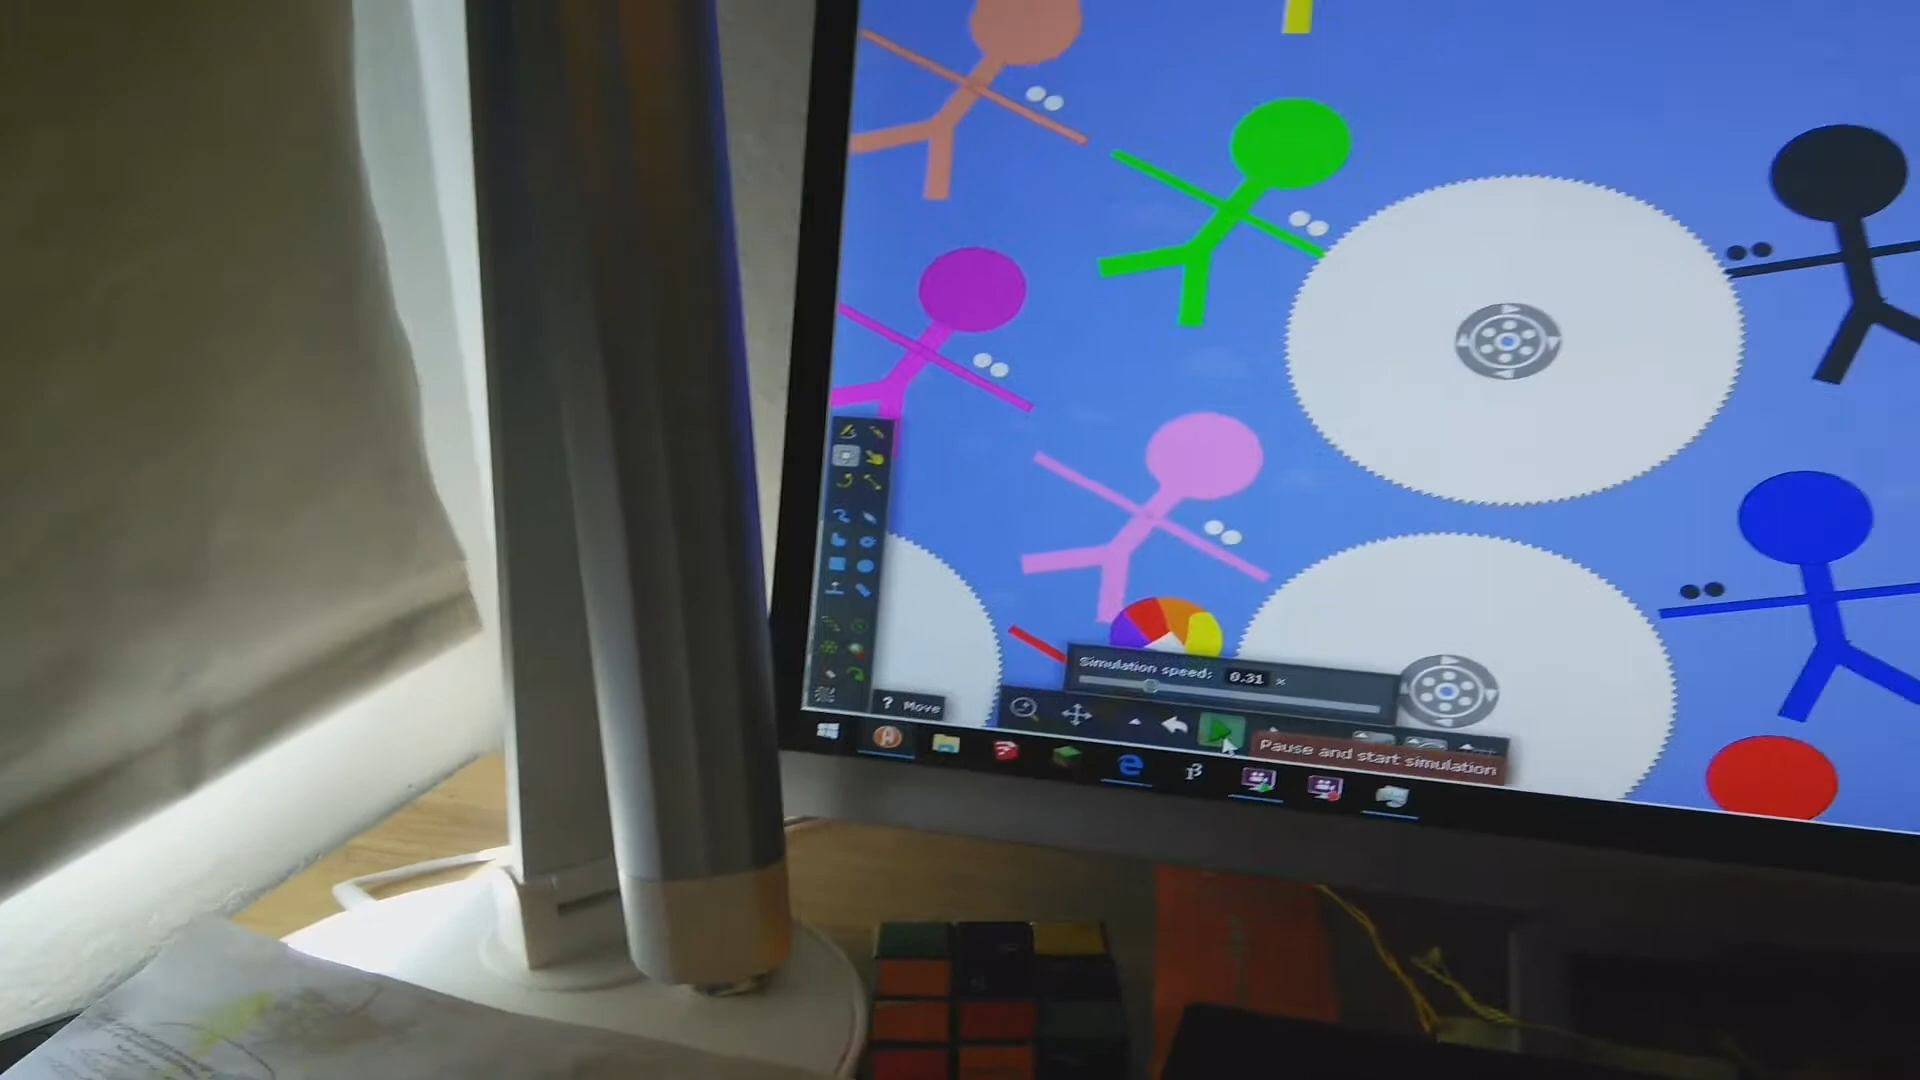 Simulation speed: 0.31 ×
? Move
Pause and start simulation